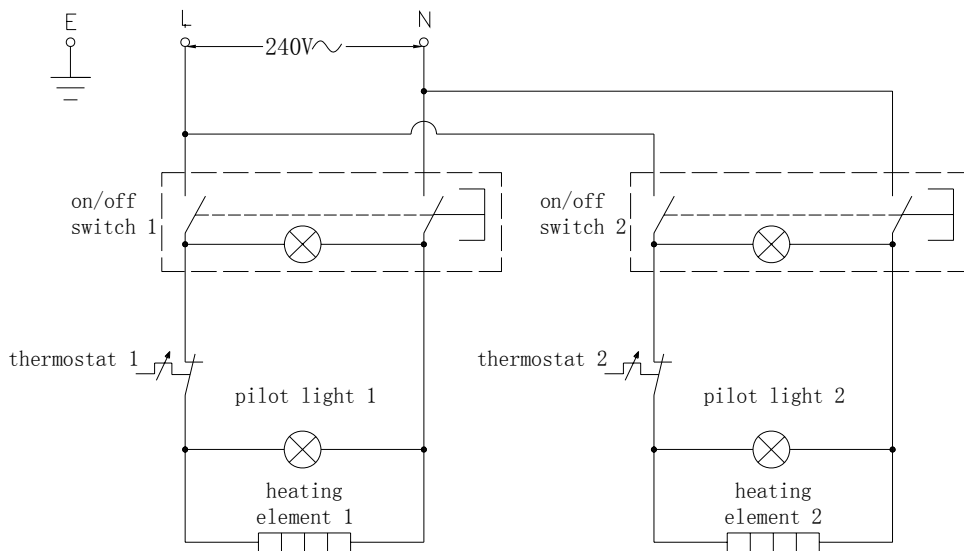 E
L
N
240V~
on/off
switch 1
on/off
switch 2
thermostat 1
thermostat 2
pilot light 1
pilot light 2
heating
element 1
heating
element 2